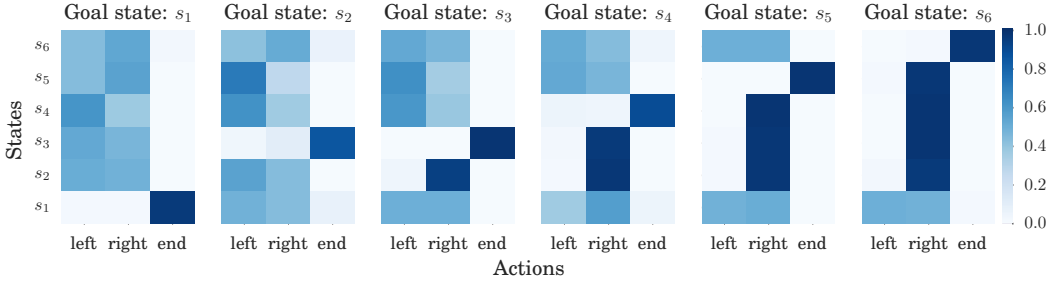 Goal state: s₁ Goal state: s₂ Goal state: s₃ Goal state: s₄ Goal state: s₅ Goal state: s₆
States
s₆
s₅
s₄
s₃
s₂
s₁
1.0
0.8
0.6
0.4
0.2
0.0
left right end left right end left right end left right end left right end left right end
Actions